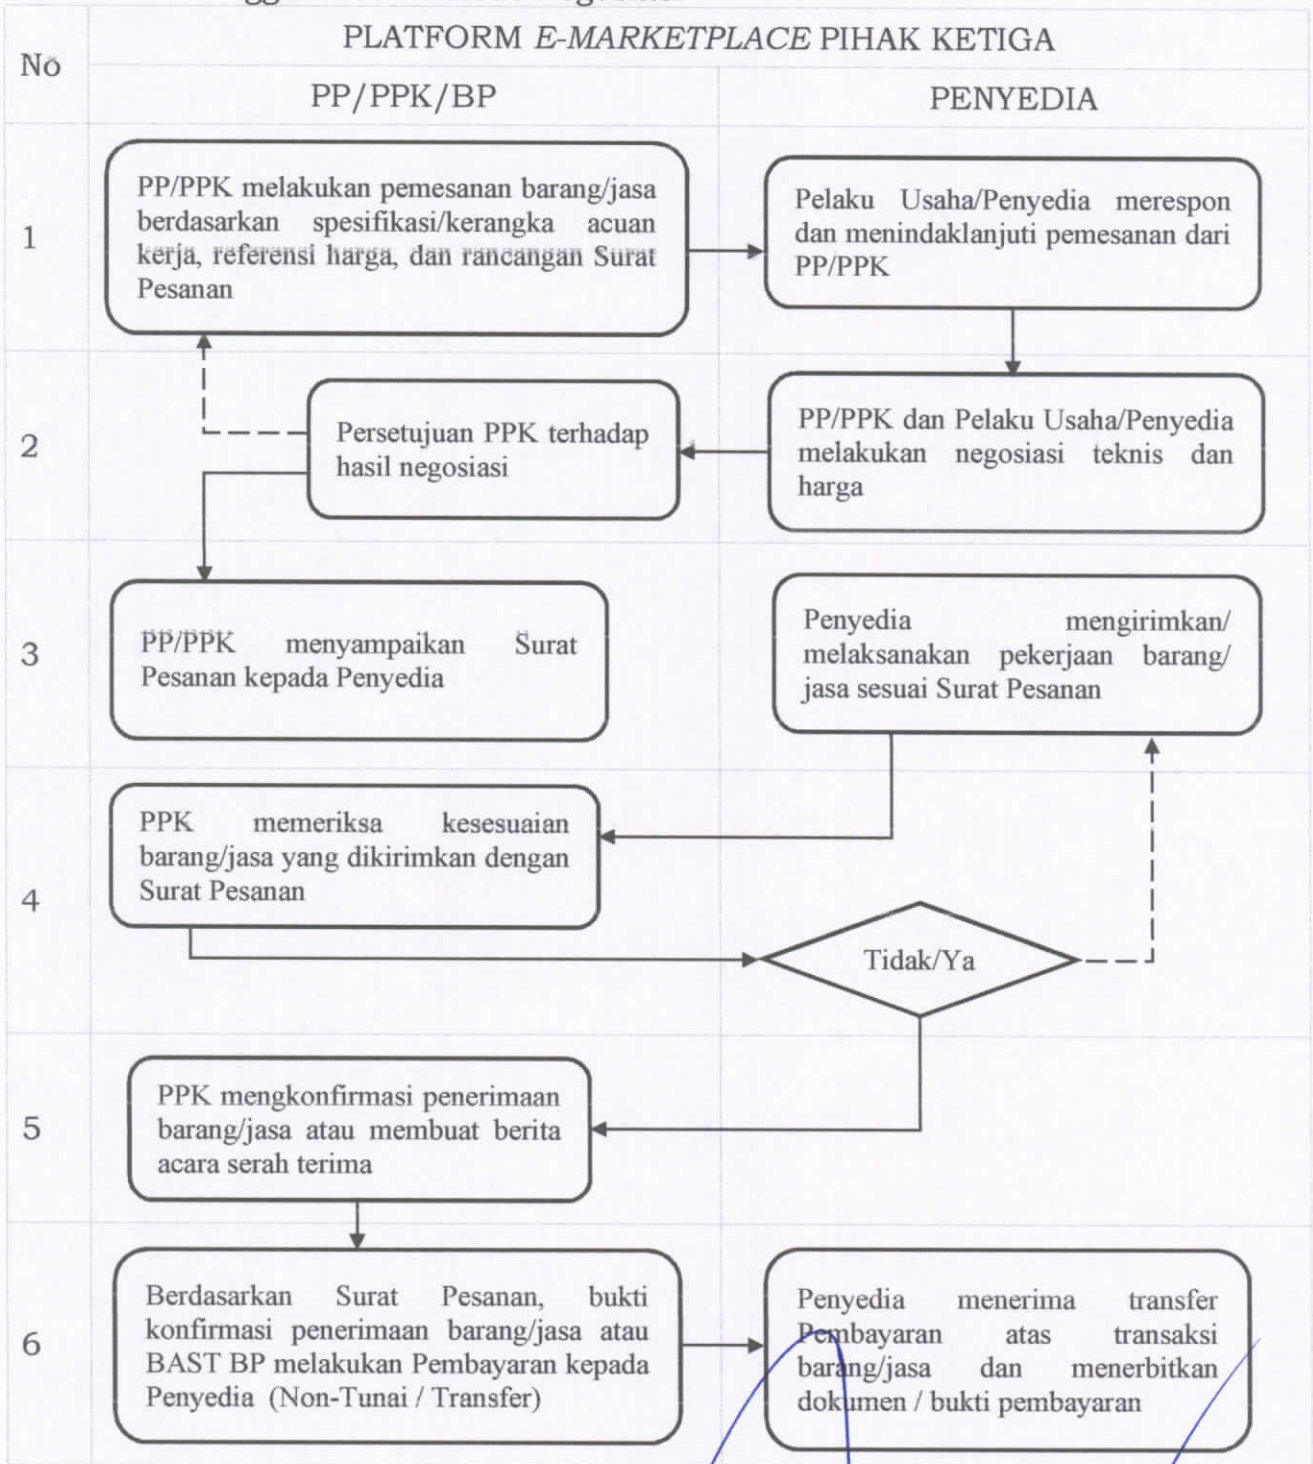 PLATFORM E-MARKETPLACE PIHAK KETIGA
No
PP/PPK/BP
PENYEDIA
1
PP/PPK melakukan pemesanan barang/jasa
berdasarkan spesifikasi/kerangka acuan
kerja, referensi harga, dan rancangan Surat
Pesanan
Pelaku Usaha/Penyedia merespon
dan menindaklanjuti pemesanan dari
PP/PPK
2
Persetujuan PPK terhadap
hasil negosiasi
PP/PPK dan Pelaku Usaha/Penyedia
melakukan negosiasi teknis dan
harga
3
PP/PPK menyampaikan Surat
Pesanan kepada Penyedia
Penyedia mengirimkan/
melaksanakan pekerjaan barang/
jasa sesuai Surat Pesanan
4
PPK memeriksa kesesuaian
barang/jasa yang dikirimkan dengan
Surat Pesanan
Tidak/Ya
5
PPK mengkonfirmasi penerimaan
barang/jasa atau membuat berita
acara serah terima
6
Berdasarkan Surat Pesanan, bukti
konfirmasi penerimaan barang/jasa atau
BAST BP melakukan Pembayaran kepada
Penyedia (Non-Tunai / Transfer)
Penyedia menerima transfer
Pembayaran atas transaksi
barang/jasa dan menerbitkan
dokumen / bukti pembayaran